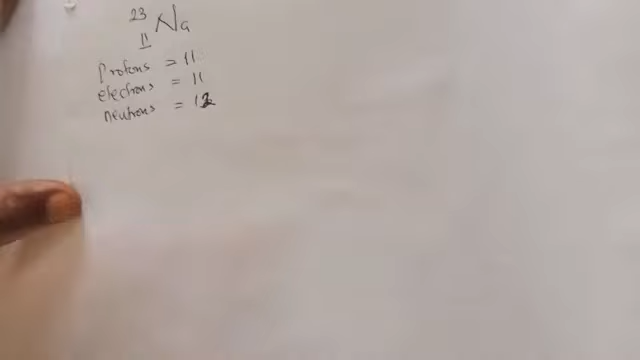 23
Na
11
Protons = 11
electrons = 11
neutrons = 12